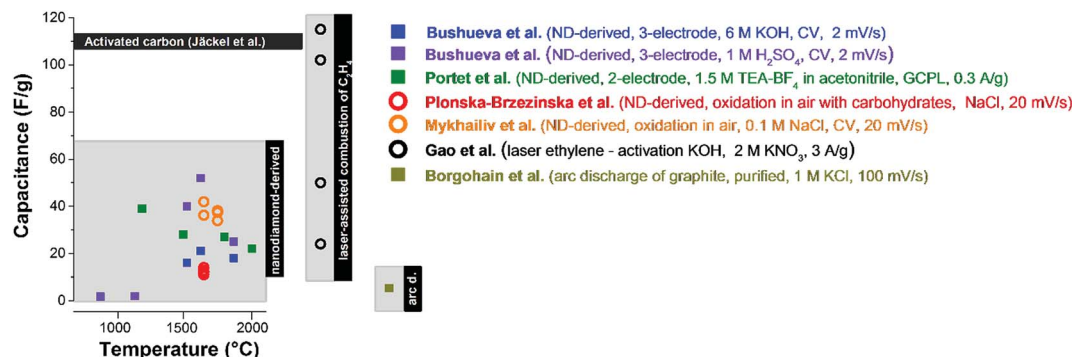 Capacitance (F/g)
120
100
80
60
40
20
0
Activated carbon (Jäckel et al.)
nanodiamond-derived
laser-assisted combustion of C₂H₄
arc d.
1000 1500 2000
Temperature (°C)
Bushueva et al. (ND-derived, 3-electrode, 6 M KOH, CV, 2 mV/s)
Bushueva et al. (ND-derived, 3-electrode, 1 M H₂SO₄, CV, 2 mV/s)
Portet et al. (ND-derived, 2-electrode, 1.5 M TEA-BF₄ in acetonitrile, GCPL, 0.3 A/g)
Plonska-Brzezinska et al. (ND-derived, oxidation in air with carbohydrates, NaCl, 20 mV/s)
Mykhailiv et al. (ND-derived, oxidation in air, 0.1 M NaCl, CV, 20 mV/s)
Gao et al. (laser ethylene - activation KOH, 2 M KNO₃, 3 A/g)
Borgohain et al. (arc discharge of graphite, purified, 1 M KCl, 100 mV/s)